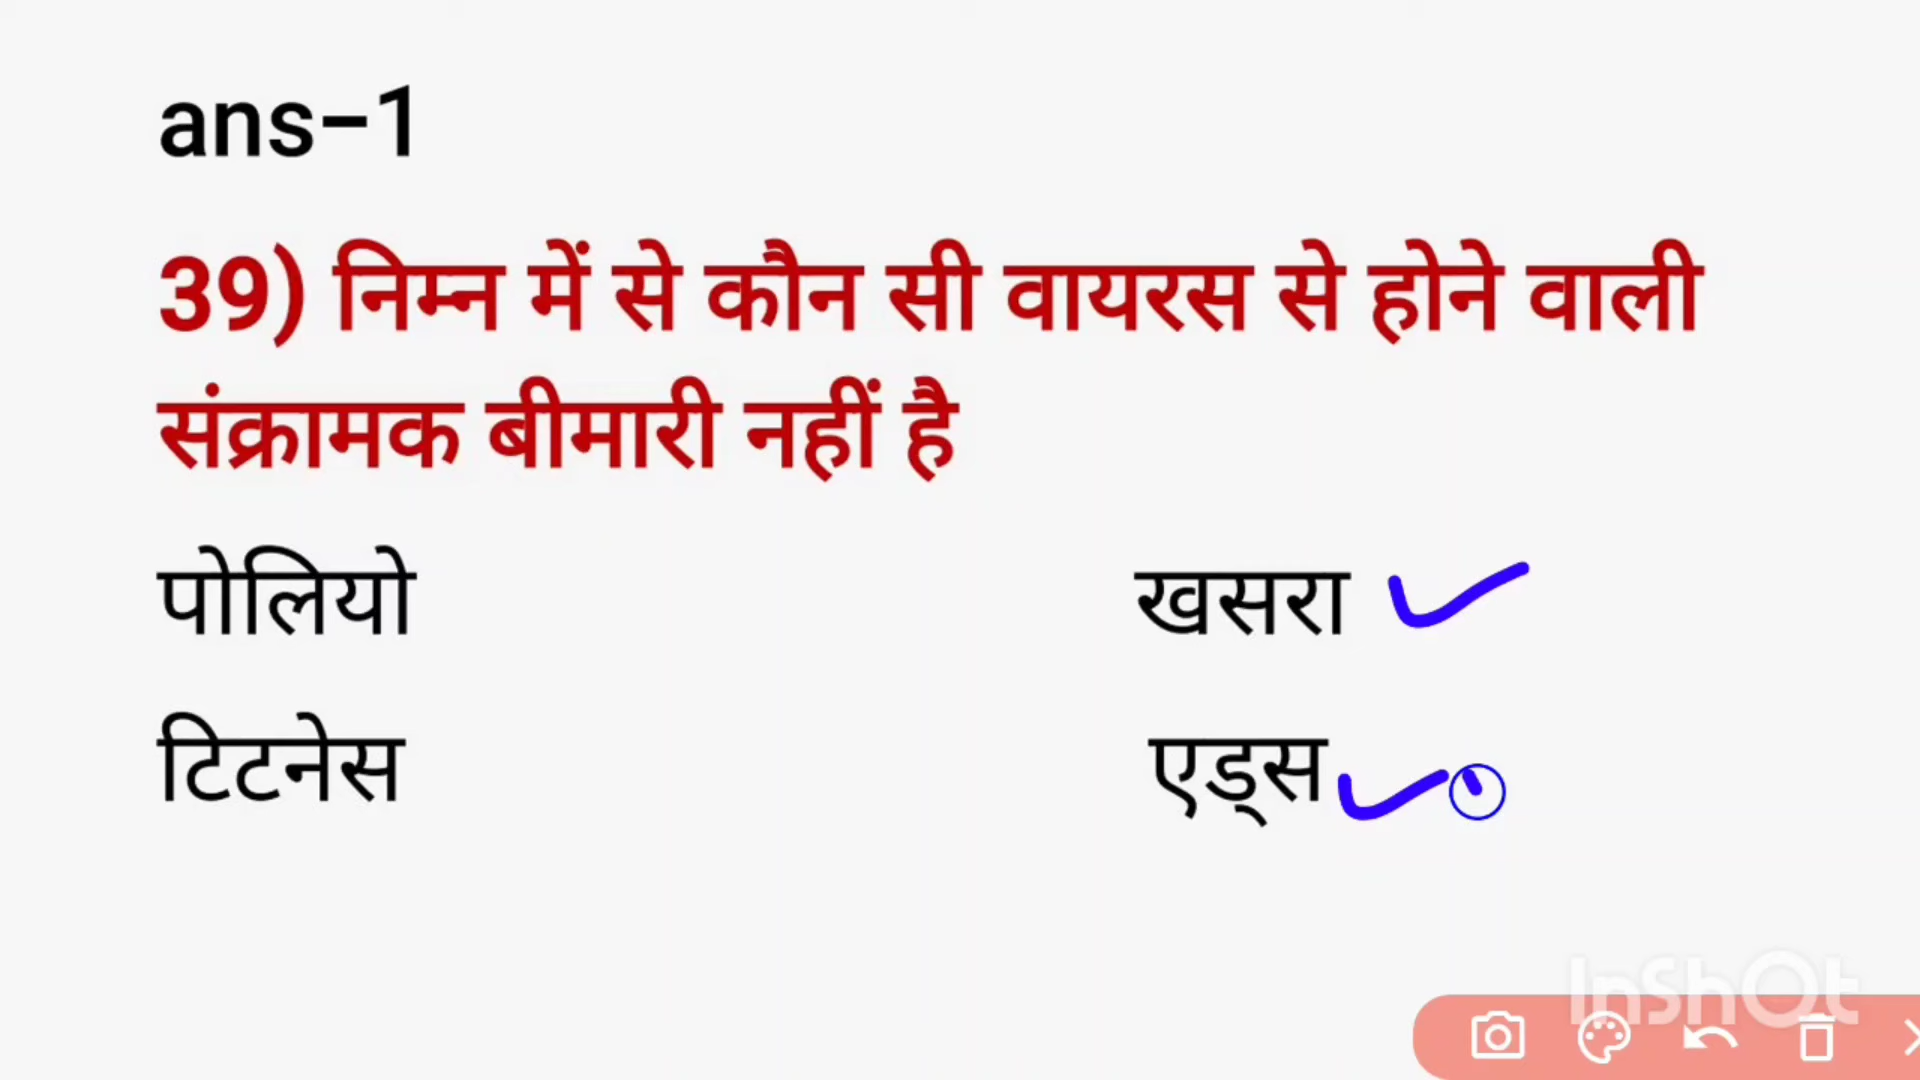 ans–1
39) निम्न में से कौन सी वायरस से होने वाली
संक्रामक बीमारी नहीं है
पोलियो खसरा
टिटनेस एड्स
InShOt